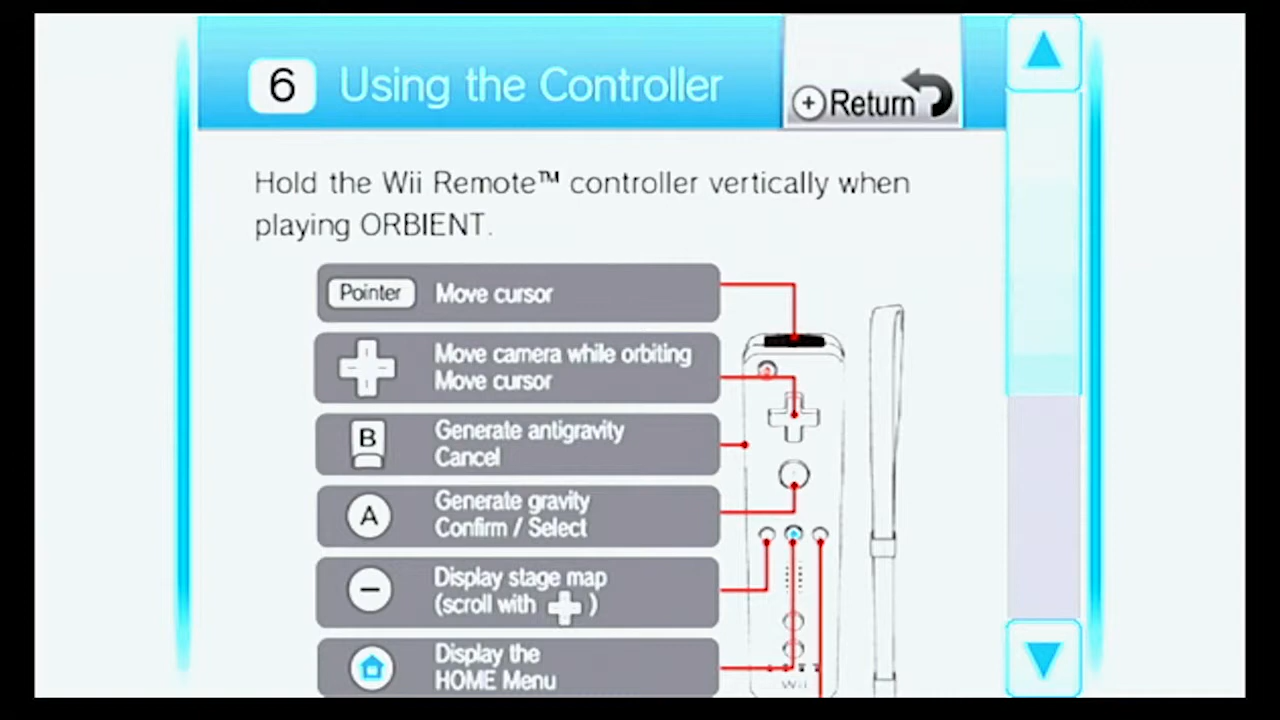 6 Using the Controller
+ Return
Hold the Wii Remote™ controller vertically when
playing ORBIENT.
Pointer Move cursor
Move camera while orbiting
Move cursor
B Generate antigravity
Cancel
A Generate gravity
Confirm / Select
− Display stage map
(scroll with )
Display the
HOME Menu
Wii